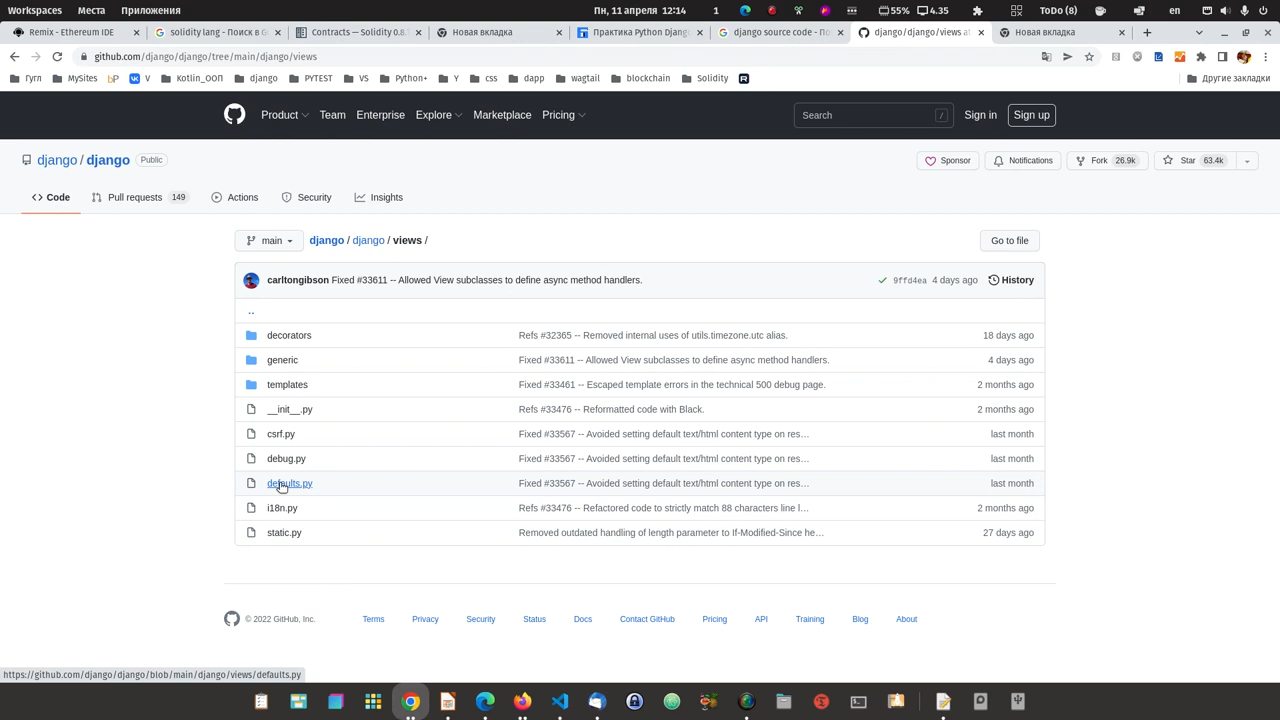 Workspaces Места Приложения Пн, 11 апреля 12:14 1 55% 4.35 ToDo (8) en
Remix - Ethereum IDE solidity lang - Поиск в G Contracts — Solidity 0.8. Новая вкладка Практика Python Djang django source code - По django/django/views at Новая вкладка
github.com/django/django/tree/main/django/views
Гугл MySites V Kotlin_ООП django PYTEST VS Python+ Y css dapp wagtail blockchain Solidity Другие закладки
Product Team Enterprise Explore Marketplace Pricing Search / Sign in Sign up
django / django Public Sponsor Notifications Fork 26.9k Star 63.4k
Code Pull requests 149 Actions Security Insights
main django / django / views / Go to file
carltongibson Fixed #33611 -- Allowed View subclasses to define async method handlers. 9ffd4ea 4 days ago History
..
decorators Refs #32365 -- Removed internal uses of utils.timezone.utc alias. 18 days ago
generic Fixed #33611 -- Allowed View subclasses to define async method handlers. 4 days ago
templates Fixed #33461 -- Escaped template errors in the technical 500 debug page. 2 months ago
__init__.py Refs #33476 -- Reformatted code with Black. 2 months ago
csrf.py Fixed #33567 -- Avoided setting default text/html content type on res… last month
debug.py Fixed #33567 -- Avoided setting default text/html content type on res… last month
defaults.py Fixed #33567 -- Avoided setting default text/html content type on res… last month
i18n.py Refs #33476 -- Refactored code to strictly match 88 characters line l… 2 months ago
static.py Removed outdated handling of length parameter to If-Modified-Since he… 27 days ago
© 2022 GitHub, Inc. Terms Privacy Security Status Docs Contact GitHub Pricing API Training Blog About
https://github.com/django/django/blob/main/django/views/defaults.py